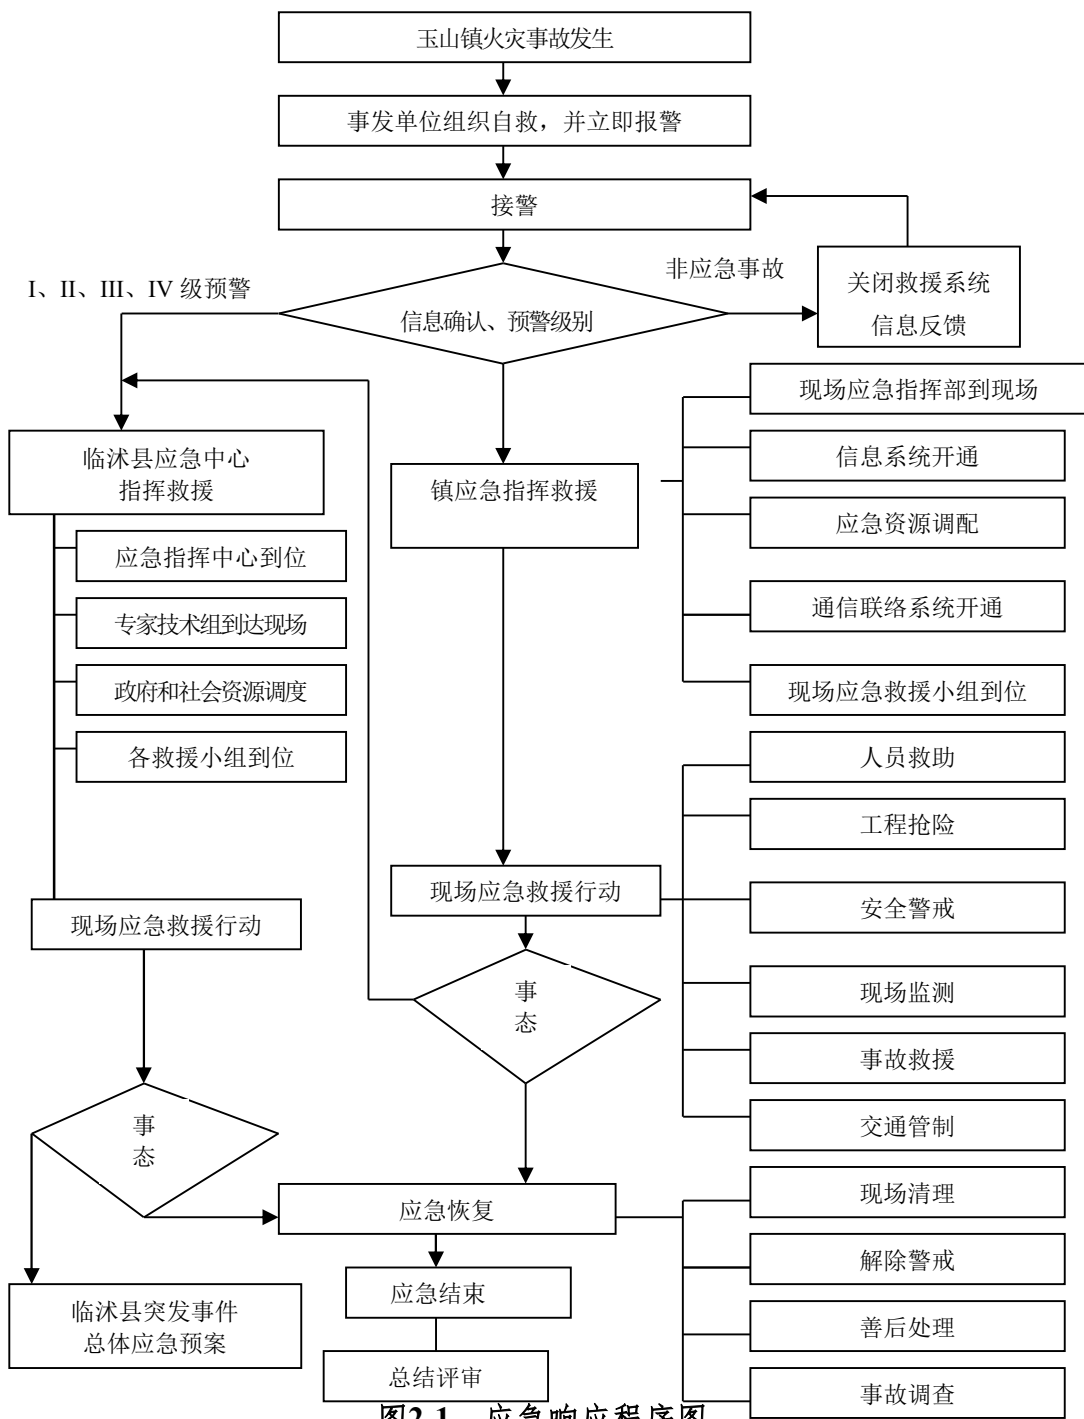 玉山镇火灾事故发生
事发单位组织自救，并立即报警
接警
非应急事故
I、II、III、IV 级预警
关闭救援系统
信息反馈
信息确认、预警级别
现场应急指挥部到现场
临沭县应急中心
指挥救援
信息系统开通
镇应急指挥救援
应急资源调配
应急指挥中心到位
通信联络系统开通
专家技术组到达现场
政府和社会资源调度
现场应急救援小组到位
各救援小组到位
人员救助
工程抢险
现场应急救援行动
安全警戒
现场应急救援行动
事
态
现场监测
事故救援
事
态
交通管制
现场清理
应急恢复
解除警戒
应急结束
临沭县突发事件
总体应急预案
善后处理
总结评审
事故调查
图2-1 应急响应程序图